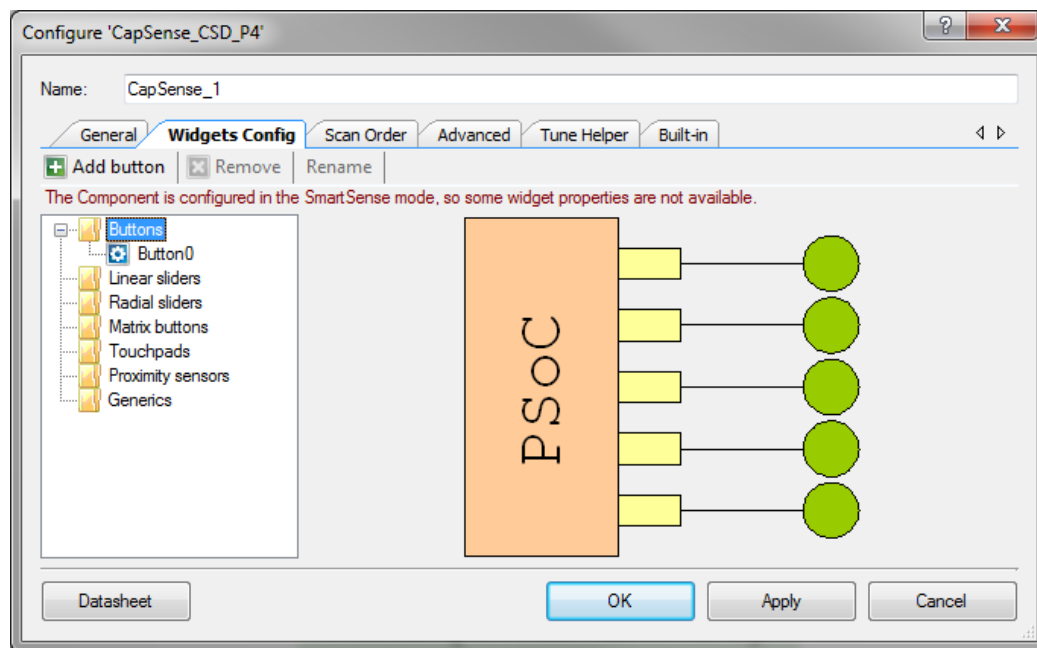 Configure 'CapSense_CSD_P4'
Name: CapSense_1
General Widgets Config Scan Order Advanced Tune Helper Built-in
Add button Remove Rename
The Component is configured in the SmartSense mode, so some widget properties are not available.
Buttons
Button0
Linear sliders
Radial sliders
Matrix buttons
Touchpads
Proximity sensors
Generics
PSoC
Datasheet OK Apply Cancel